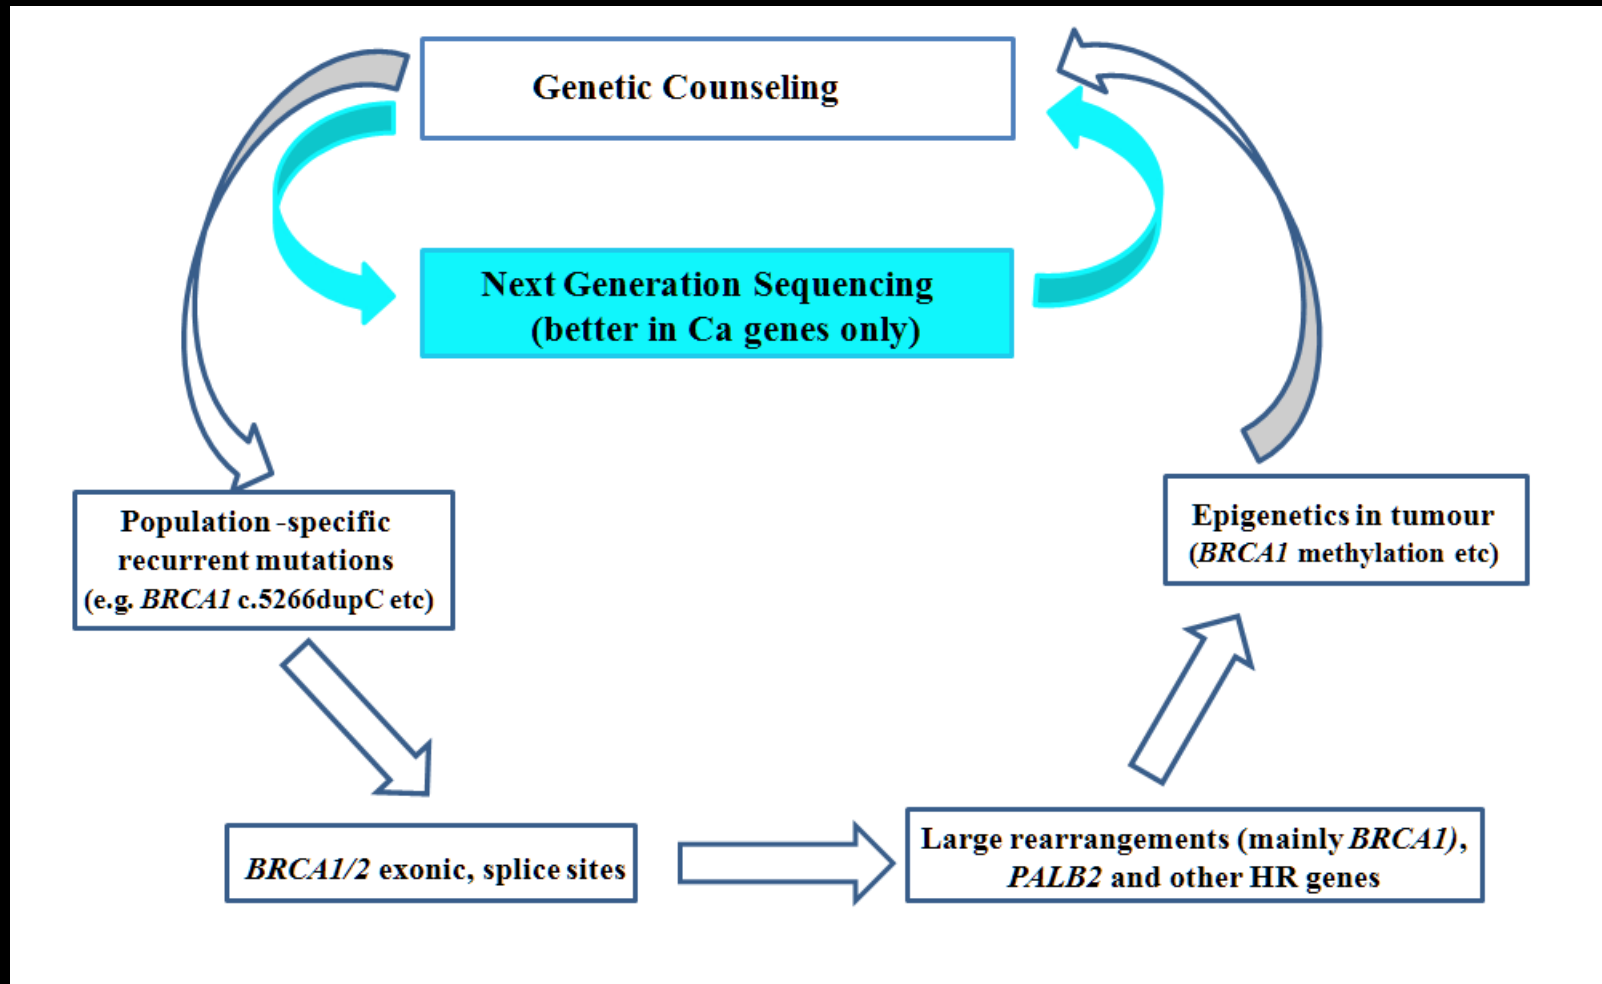 Genetic Counseling
Next Generation Sequencing
(better in Ca genes only)
Population -specific
recurrent mutations
(e.g. BRCA1 c.5266dupC etc)
Epigenetics in tumour
(BRCA1 methylation etc)
BRCA1/2 exonic, splice sites
Large rearrangements (mainly BRCA1),
PALB2 and other HR genes